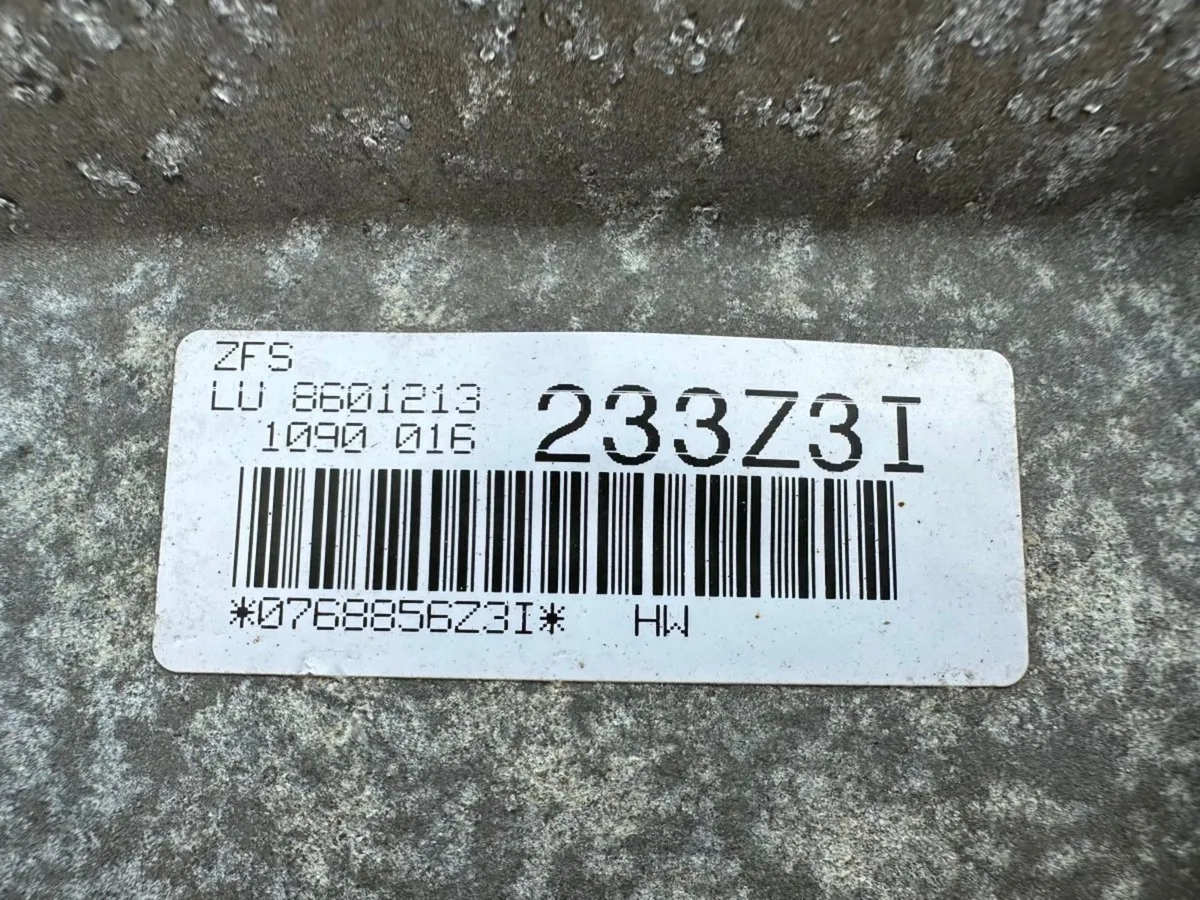 ZFS
LU 8601213
1090 016
233Z3I
*0768856Z3I* HW